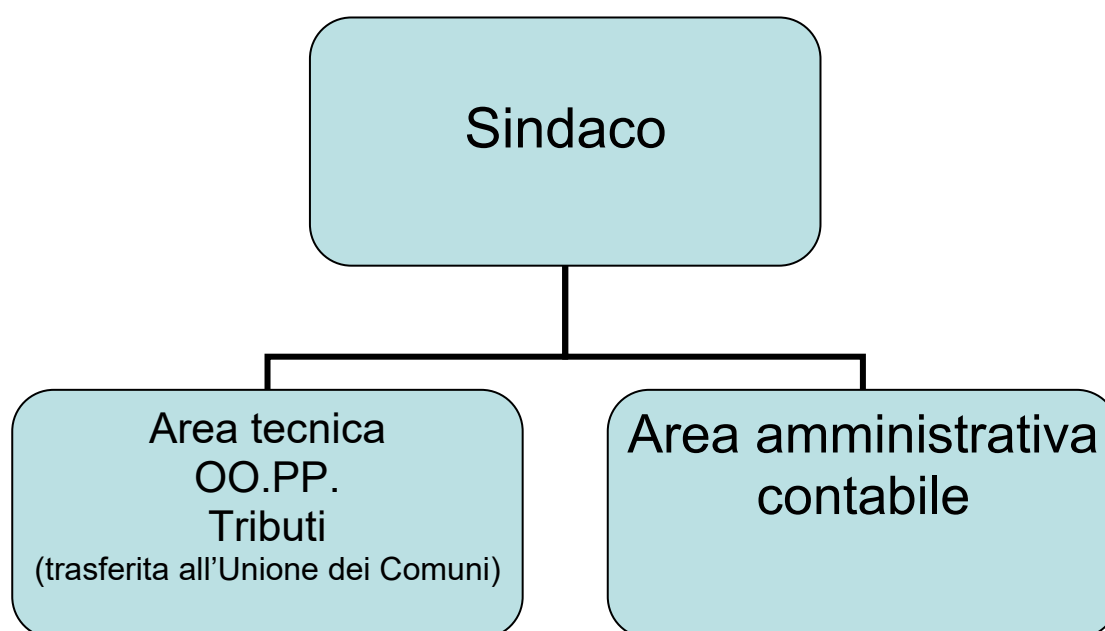 Sindaco
Area tecnica
OO.PP.
Tributi
(trasferita all’Unione dei Comuni)
Area amministrativa
contabile